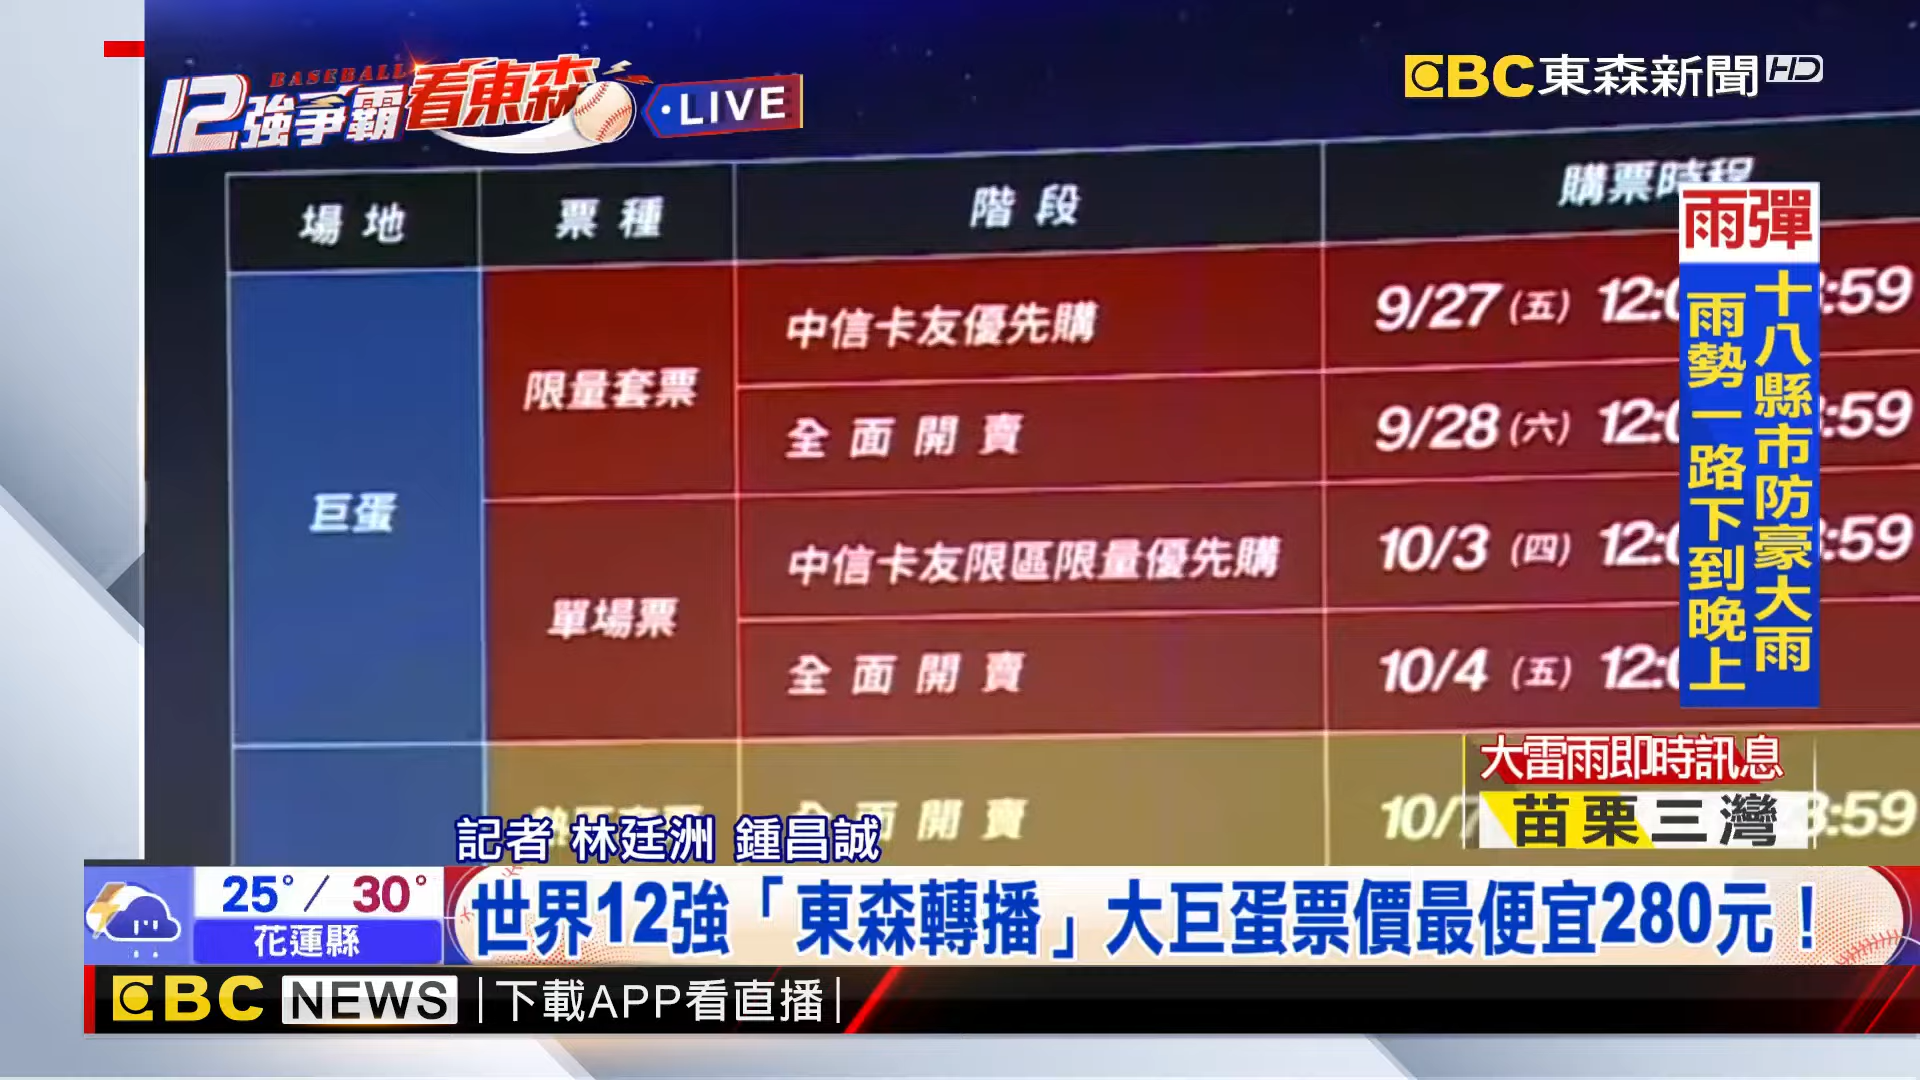 BASEBALL
12強爭霸看東森
LIVE
EBC東森新聞HD
場地 票種 階段 購票時程
巨蛋
限量套票
中信卡友優先購 9/27 (五) 12:0 :59
全面開賣 9/28 (六) 12:0 :59
單場票
中信卡友限區限量優先購 10/3 (四) 12:0 :59
全面開賣 10/4 (五) 12:0
全面開賣 10/7 3:59
雨彈
十八縣市防豪大雨
雨勢一路下到晚上
大雷雨即時訊息
苗栗三灣
記者 林廷洲 鍾昌誠
25°/30°
花蓮縣
世界12強「東森轉播」大巨蛋票價最便宜280元！
EBC NEWS |下載APP看直播|